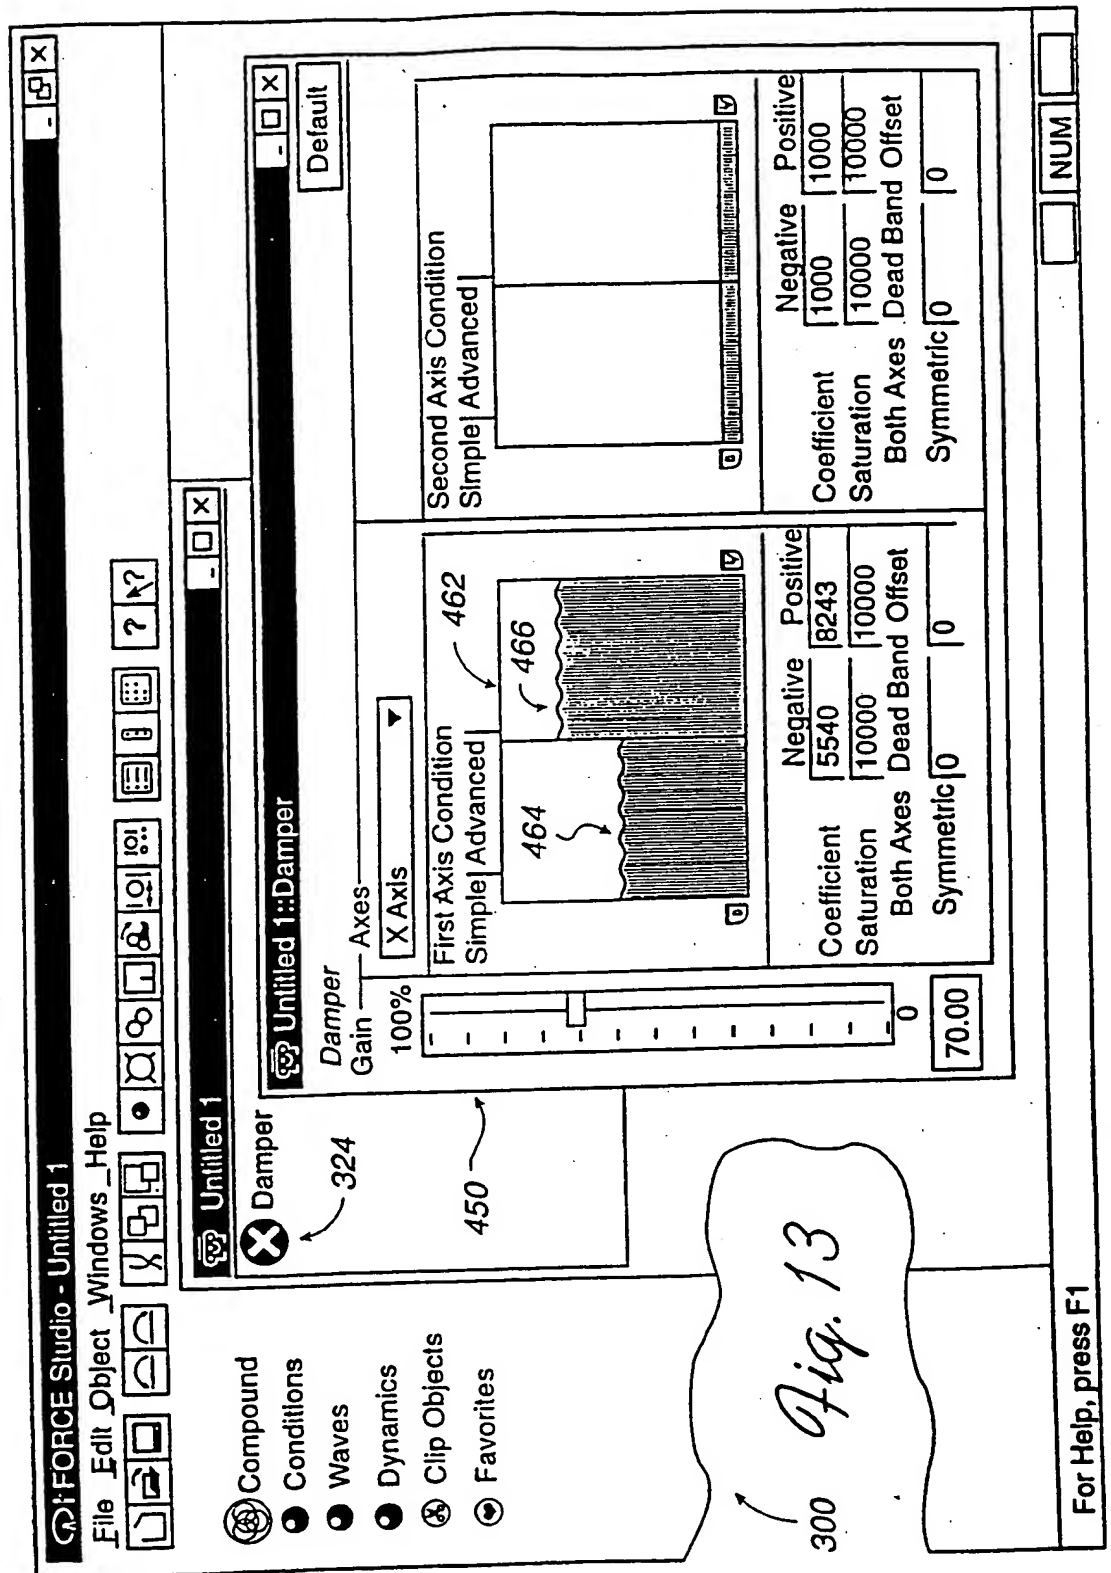 I-FORCE Studio - Untitled 1
File Edit Object Windows Help
? ?
Compound
Conditions
Waves
Dynamics
Clip Objects
Favorites
Untitled 1
Damper
324
450
Untitled 1::Damper
Damper
Default
Gain
Axes
100%
0
70.00
X Axis
462
First Axis Condition
Simple Advanced
464
466
Negative Positive
Coefficient 5540 8243
Saturation 10000 10000
Both Axes Dead Band Offset
Symmetric 0 0
Second Axis Condition
Simple Advanced
Negative Positive
Coefficient 1000 1000
Saturation 10000 10000
Both Axes Dead Band Offset
Symmetric 0 0
300
Fig. 13
For Help, press F1
NUM